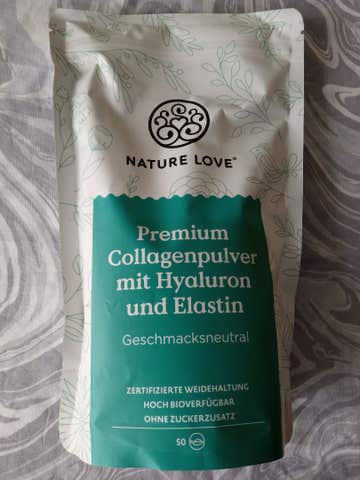 NATURE LOVE
Premium
Collagenpulver
mit Hyaluron
und Elastin
Geschmacksneutral
ZERTIFIZIERTE WEIDEHALTUNG
HOCH BIOVERFÜGBAR
OHNE ZUCKERZUSATZ
50